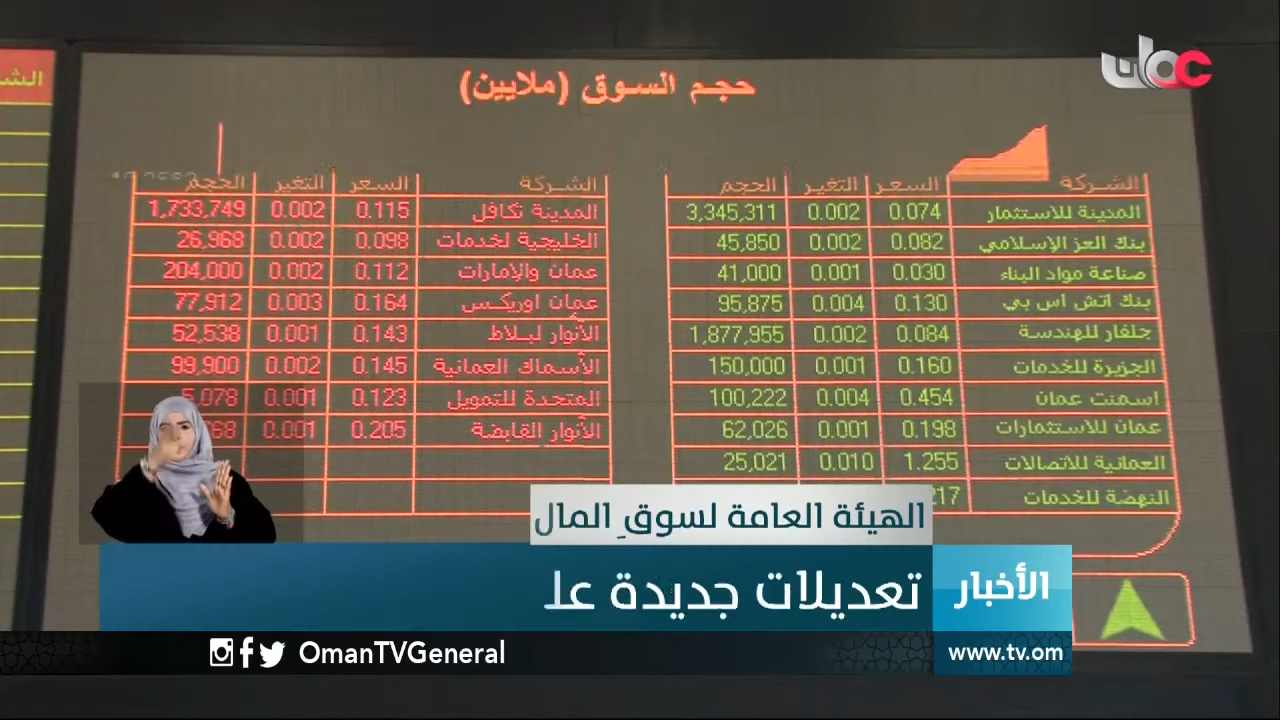 عمان
الشـ
حجم السوق (ملايين)
الشركة السعر التغير الحجم
المدينة للاستثمار 0.074 0.002 3,345,311
بنك العز الإسلامي 0.082 0.002 45,850
صناعة مواد البناء 0.030 0.001 41,000
بنك اتش اس بي 0.130 0.004 95,875
جلفار للهندسة 0.084 0.002 1,877,955
الجزيرة للخدمات 0.160 0.001 150,000
اسمنت عمان 0.454 0.004 100,222
عمان للاستثمارات 0.198 0.001 62,026
العمانية للاتصالات 1.255 0.010 25,021
النهضة للخدمات 217
الشركة السعر التغير الحجم
المدينة تكافل 0.115 0.002 1,733,749
الخليجية لخدمات 0.098 0.002 26,968
عمان والإمارات 0.112 0.002 204,000
عمان اوريكس 0.164 0.003 77,912
الأنوار لبلاط 0.143 0.001 52,538
الأسماك العمانية 0.145 0.002 99,900
المتحدة للتمويل 0.123 0.001 5,078
الأنوار القابضة 0.205 0.001 768
الهيئة العامة لسوقِ المال
الأخبار
تعديلات جديدة علـ
OmanTVGeneral
www.tv.om